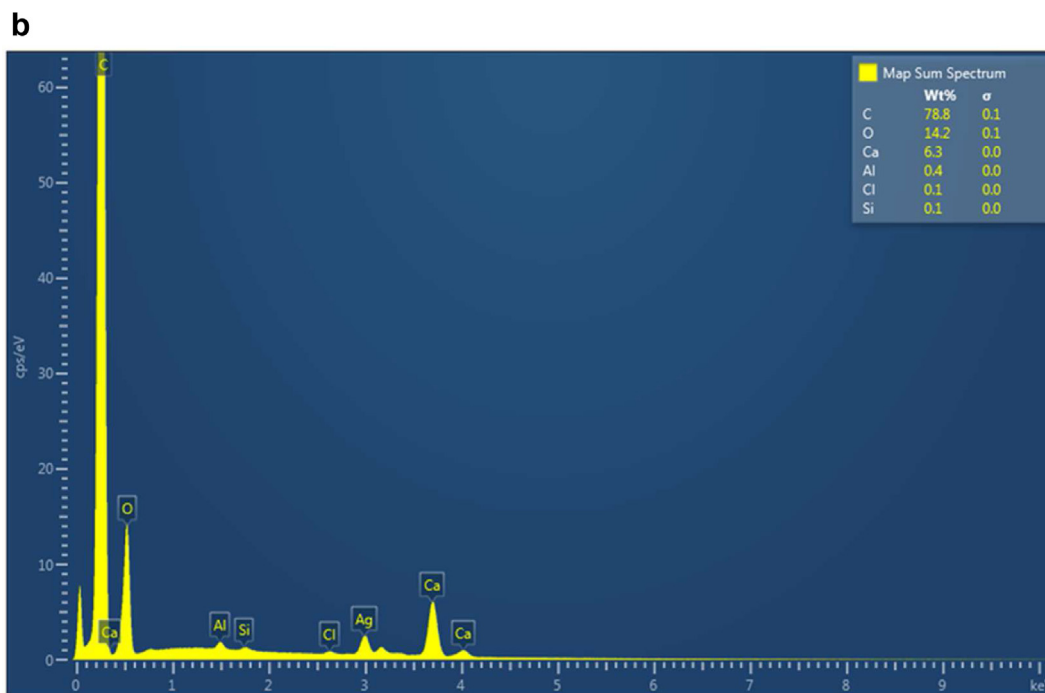 b
Map Sum Spectrum
Wt% σ
C 78.8 0.1
O 14.2 0.1
Ca 6.3 0.0
Al 0.4 0.0
Cl 0.1 0.0
Si 0.1 0.0
cps/eV
60
50
40
30
20
10
0
C
Ca
O
Al
Si
Cl
Ag
Ca
Ca
0 1 2 3 4 5 6 7 8 9 ke